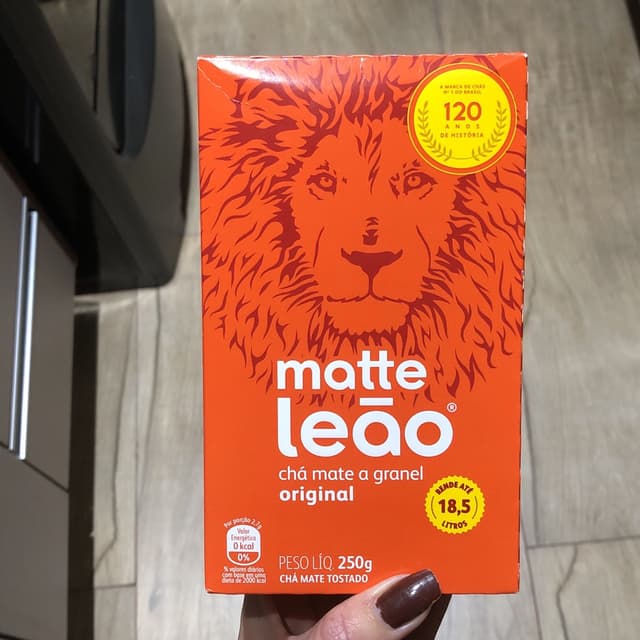 A MARCA DE CHÁS
Nº 1 DO BRASIL
120
ANOS
DE HISTÓRIA
matte
leão®
chá mate a granel
original
RENDE ATÉ
18,5
LITROS
Por porção 2,7g
Valor
Energético
0 kcal
0%
% valores diários
com base em uma
dieta de 2000 kcal
PESO LÍQ. 250g
CHÁ MATE TOSTADO